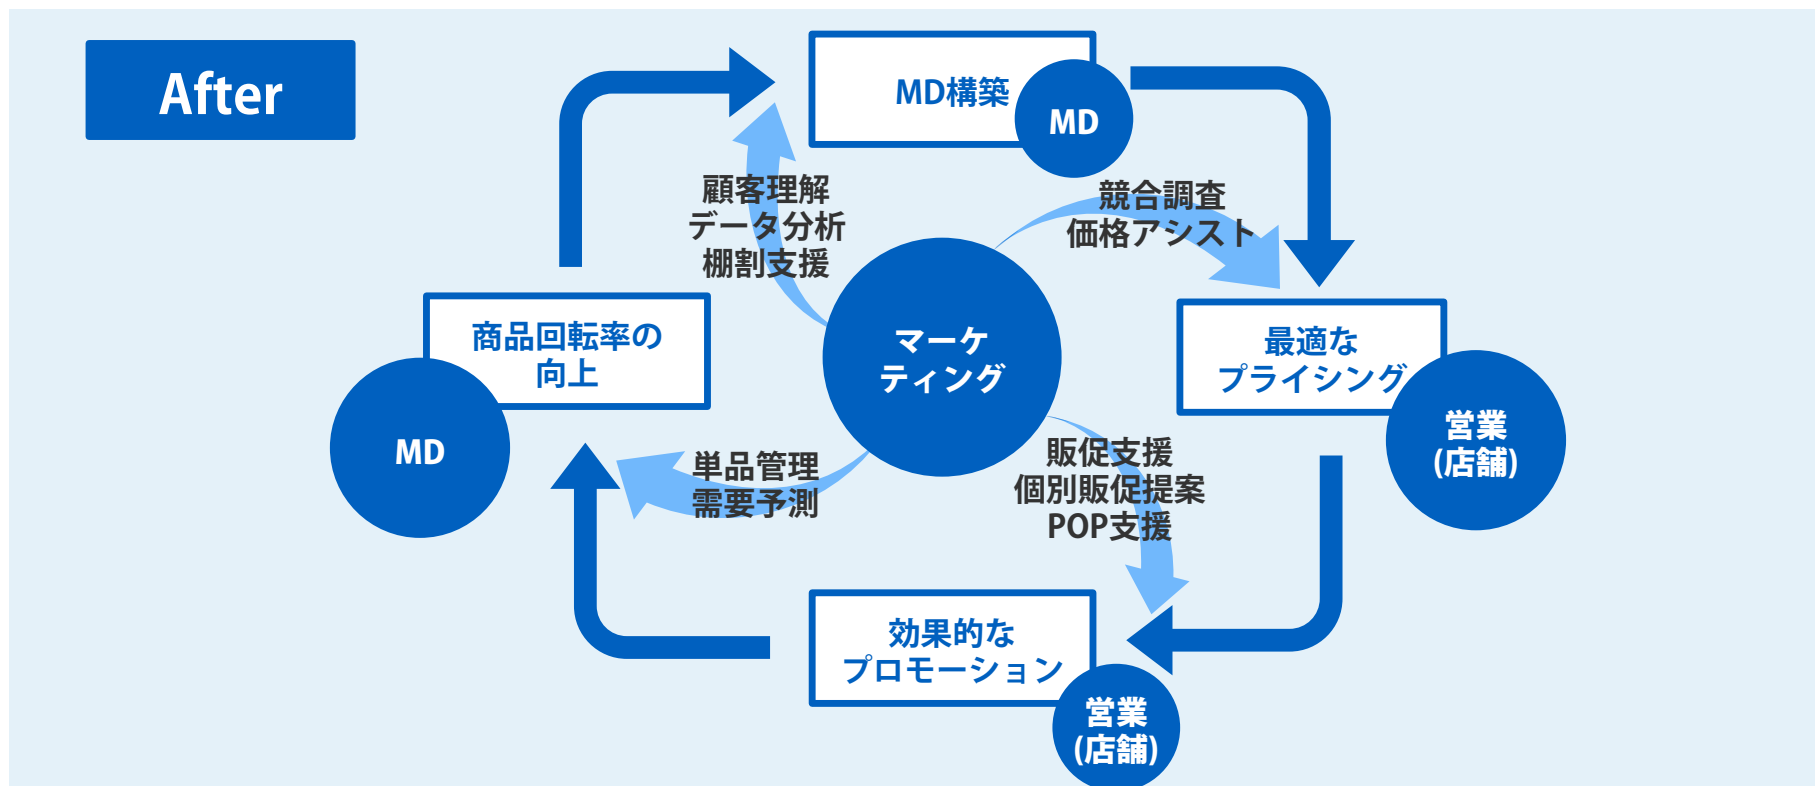 After
MD構築
MD
顧客理解
データ分析
棚割支援
競合調査
価格アシスト
商品回転率の
向上
MD
マーケ
ティング
最適な
プライシング
営業
(店舗)
単品管理
需要予測
販促支援
個別販促提案
POP支援
効果的な
プロモーション
営業
(店舗)